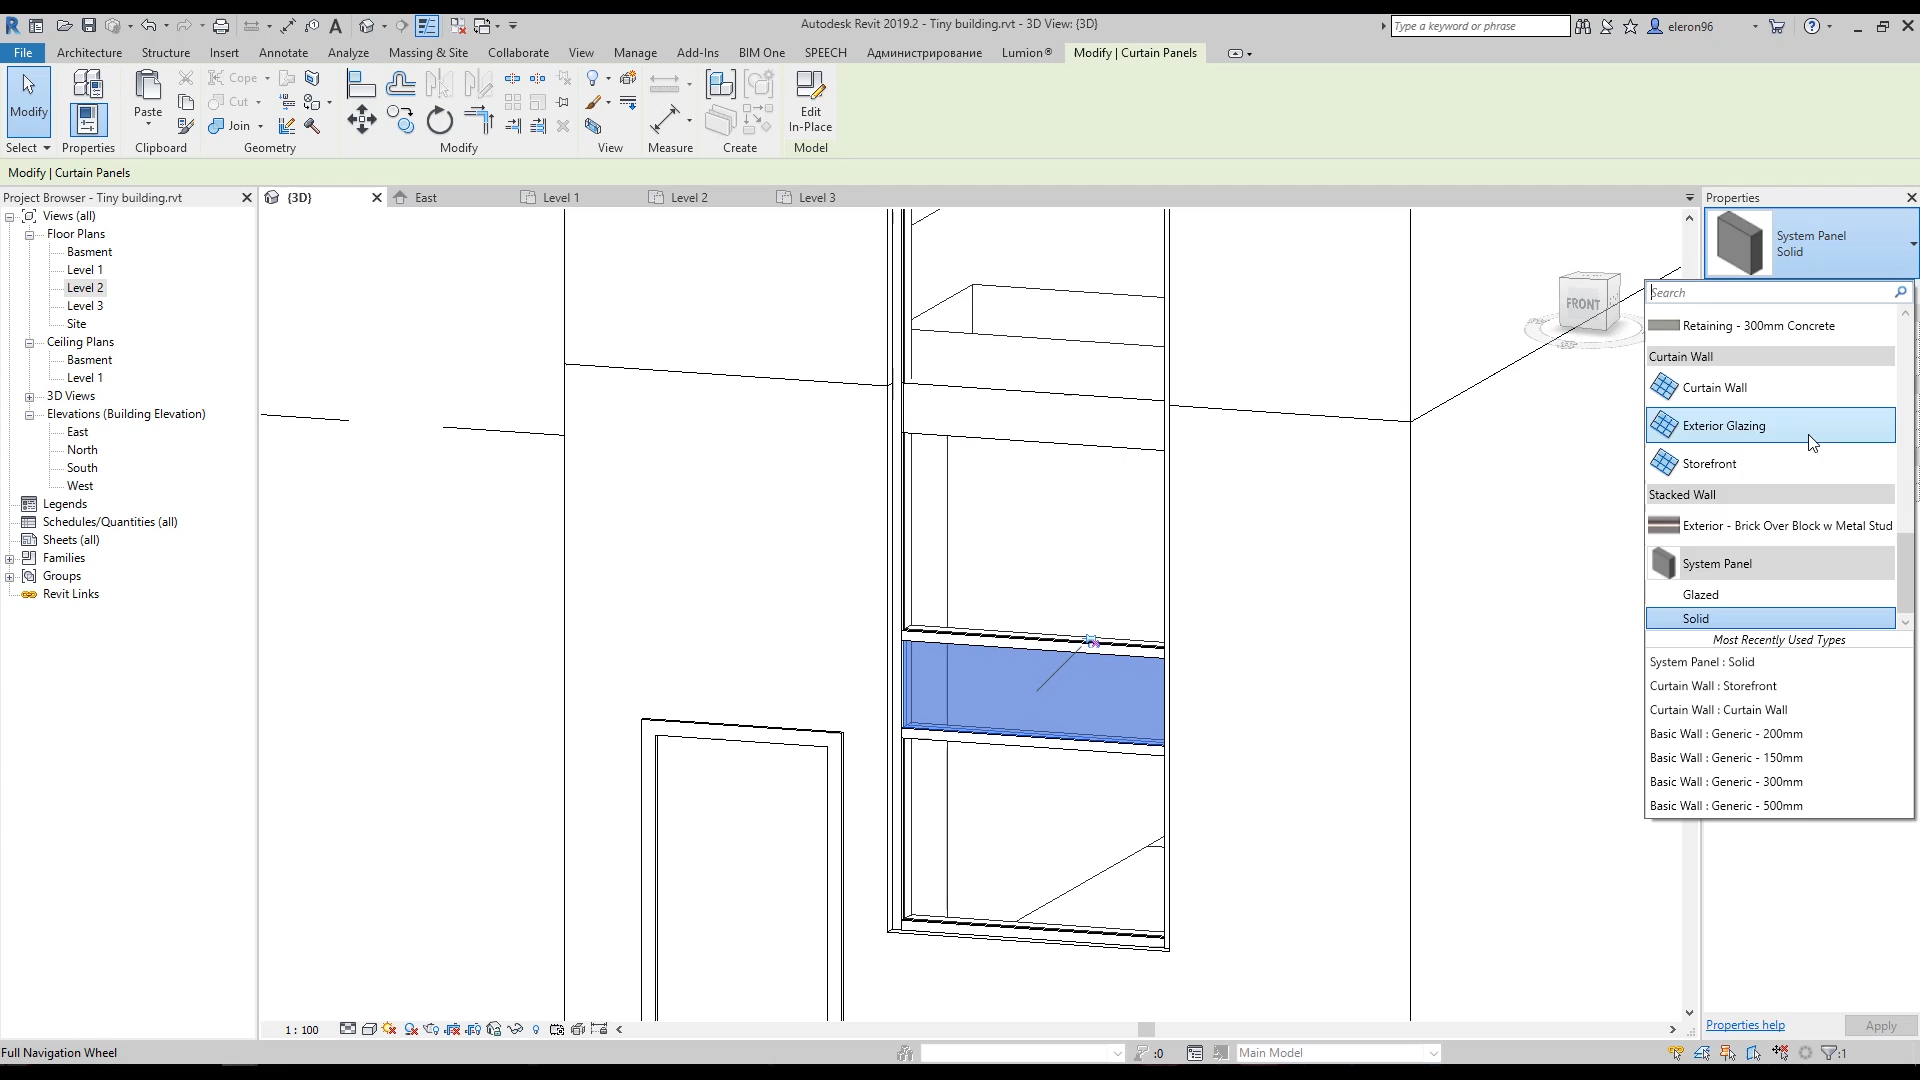 Autodesk Revit 2019.2 - Tiny building.rvt - 3D View: {3D}
Type a keyword or phrase
eleron96
File
Architecture
Structure
Insert
Annotate
Analyze
Massing & Site
Collaborate
View
Manage
Add-Ins
BIM One
SPEECH
Администрирование
Lumion®
Modify | Curtain Panels
Modify
Paste
Cope
Cut
Join
Edit
In-Place
Select
Properties
Clipboard
Geometry
Modify
View
Measure
Create
Model
Modify | Curtain Panels
Project Browser - Tiny building.rvt
Views (all)
Floor Plans
Basment
Level 1
Level 2
Level 3
Site
Ceiling Plans
Basment
Level 1
3D Views
Elevations (Building Elevation)
East
North
South
West
Legends
Schedules/Quantities (all)
Sheets (all)
Families
Groups
Revit Links
{3D}
East
Level 1
Level 2
Level 3
FRONT
Properties
System Panel
Solid
Search
Retaining - 300mm Concrete
Curtain Wall
Curtain Wall
Exterior Glazing
Storefront
Stacked Wall
Exterior - Brick Over Block w Metal Stud
System Panel
Glazed
Solid
Most Recently Used Types
System Panel : Solid
Curtain Wall : Storefront
Curtain Wall : Curtain Wall
Basic Wall : Generic - 200mm
Basic Wall : Generic - 150mm
Basic Wall : Generic - 300mm
Basic Wall : Generic - 500mm
Properties help
Apply
1 : 100
Full Navigation Wheel
:0
Main Model
:1